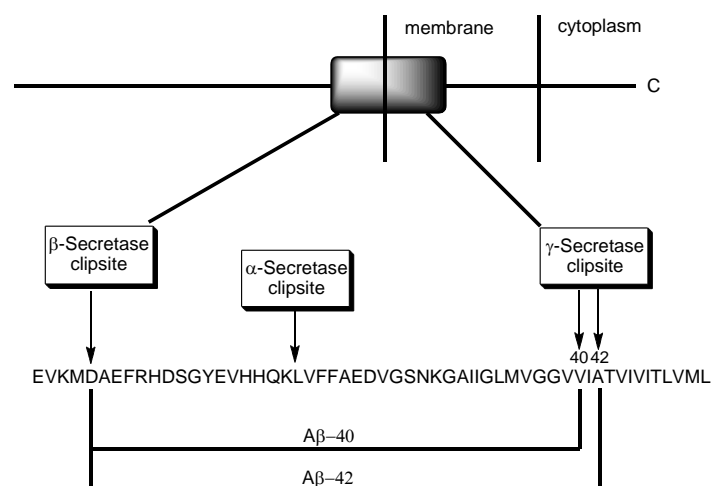 membrane
cytoplasm
C
β-Secretase
clipsite
α-Secretase
clipsite
γ-Secretase
clipsite
40 42
EVKMDAEFRHDSGYEVHHQKLVFFAEDVGSNKGAIIGLMVGGVVIATVIVITLVML
Aβ−40
Aβ−42